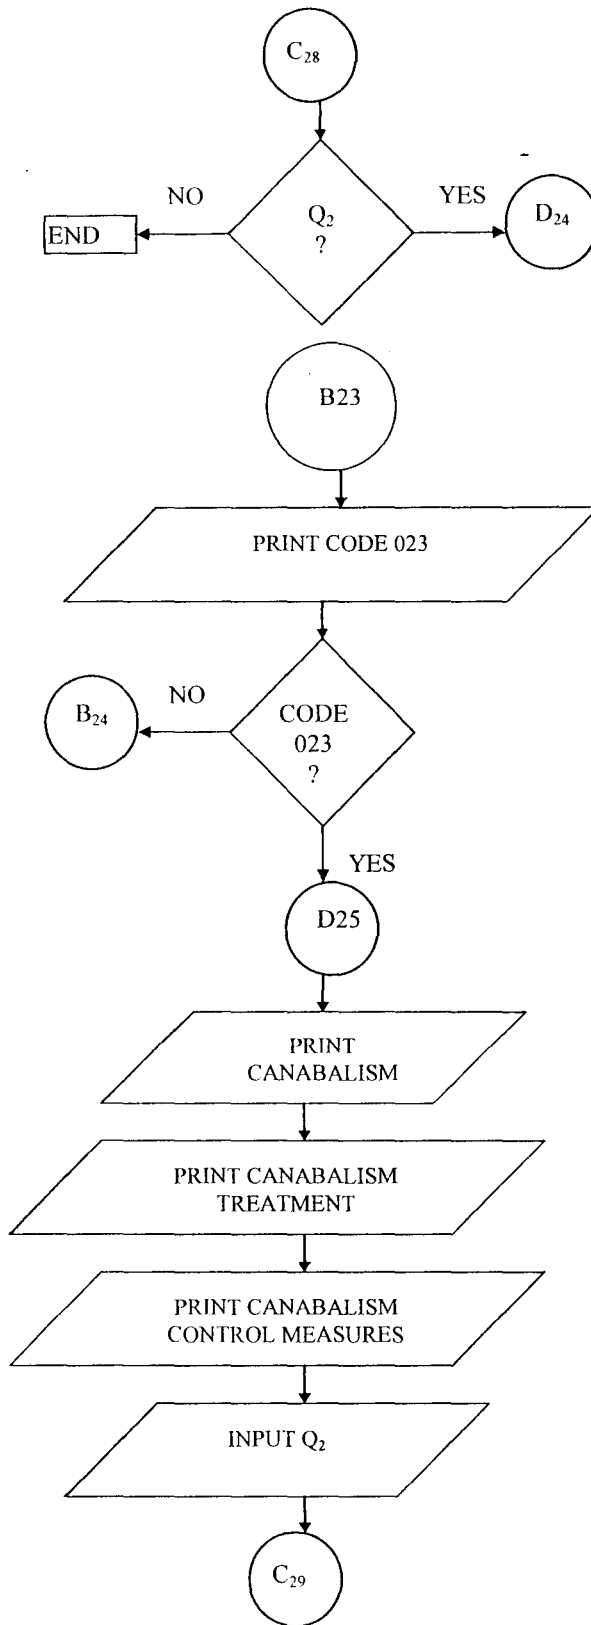 C₂₈
NO
YES
Q₂
?
END
D₂₄
B23
PRINT CODE 023
NO
B₂₄
CODE
023
?
YES
D25
PRINT
CANABALISM
PRINT CANABALISM
TREATMENT
PRINT CANABALISM
CONTROL MEASURES
INPUT Q₂
C₂₉